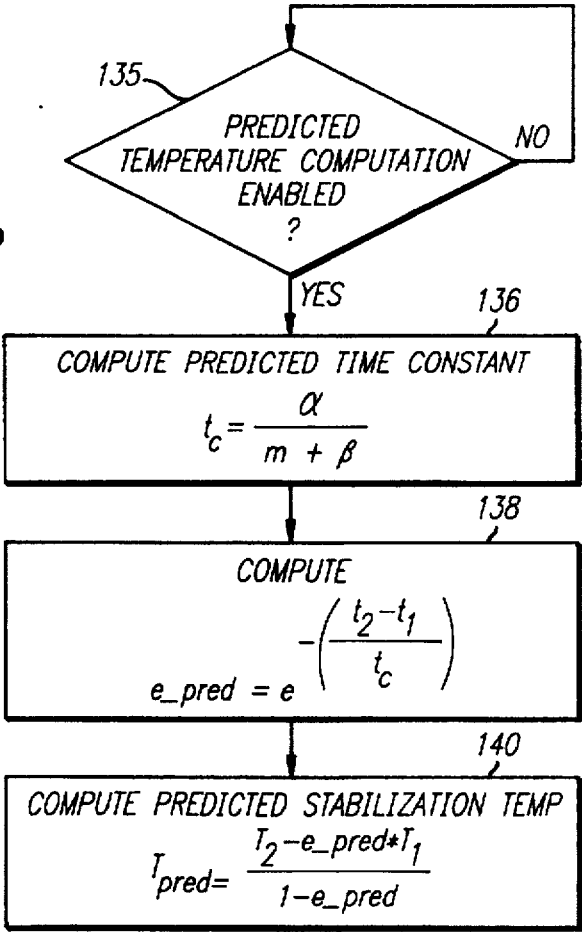 135
PREDICTED
TEMPERATURE COMPUTATION
ENABLED
?
NO
YES
136
COMPUTE PREDICTED TIME CONSTANT
t_c = α / (m + β)
138
COMPUTE
e_pred = e^{-((t_2-t_1)/t_c)}
140
COMPUTE PREDICTED STABILIZATION TEMP
T_pred = (T_2-e_pred*T_1) / (1-e_pred)